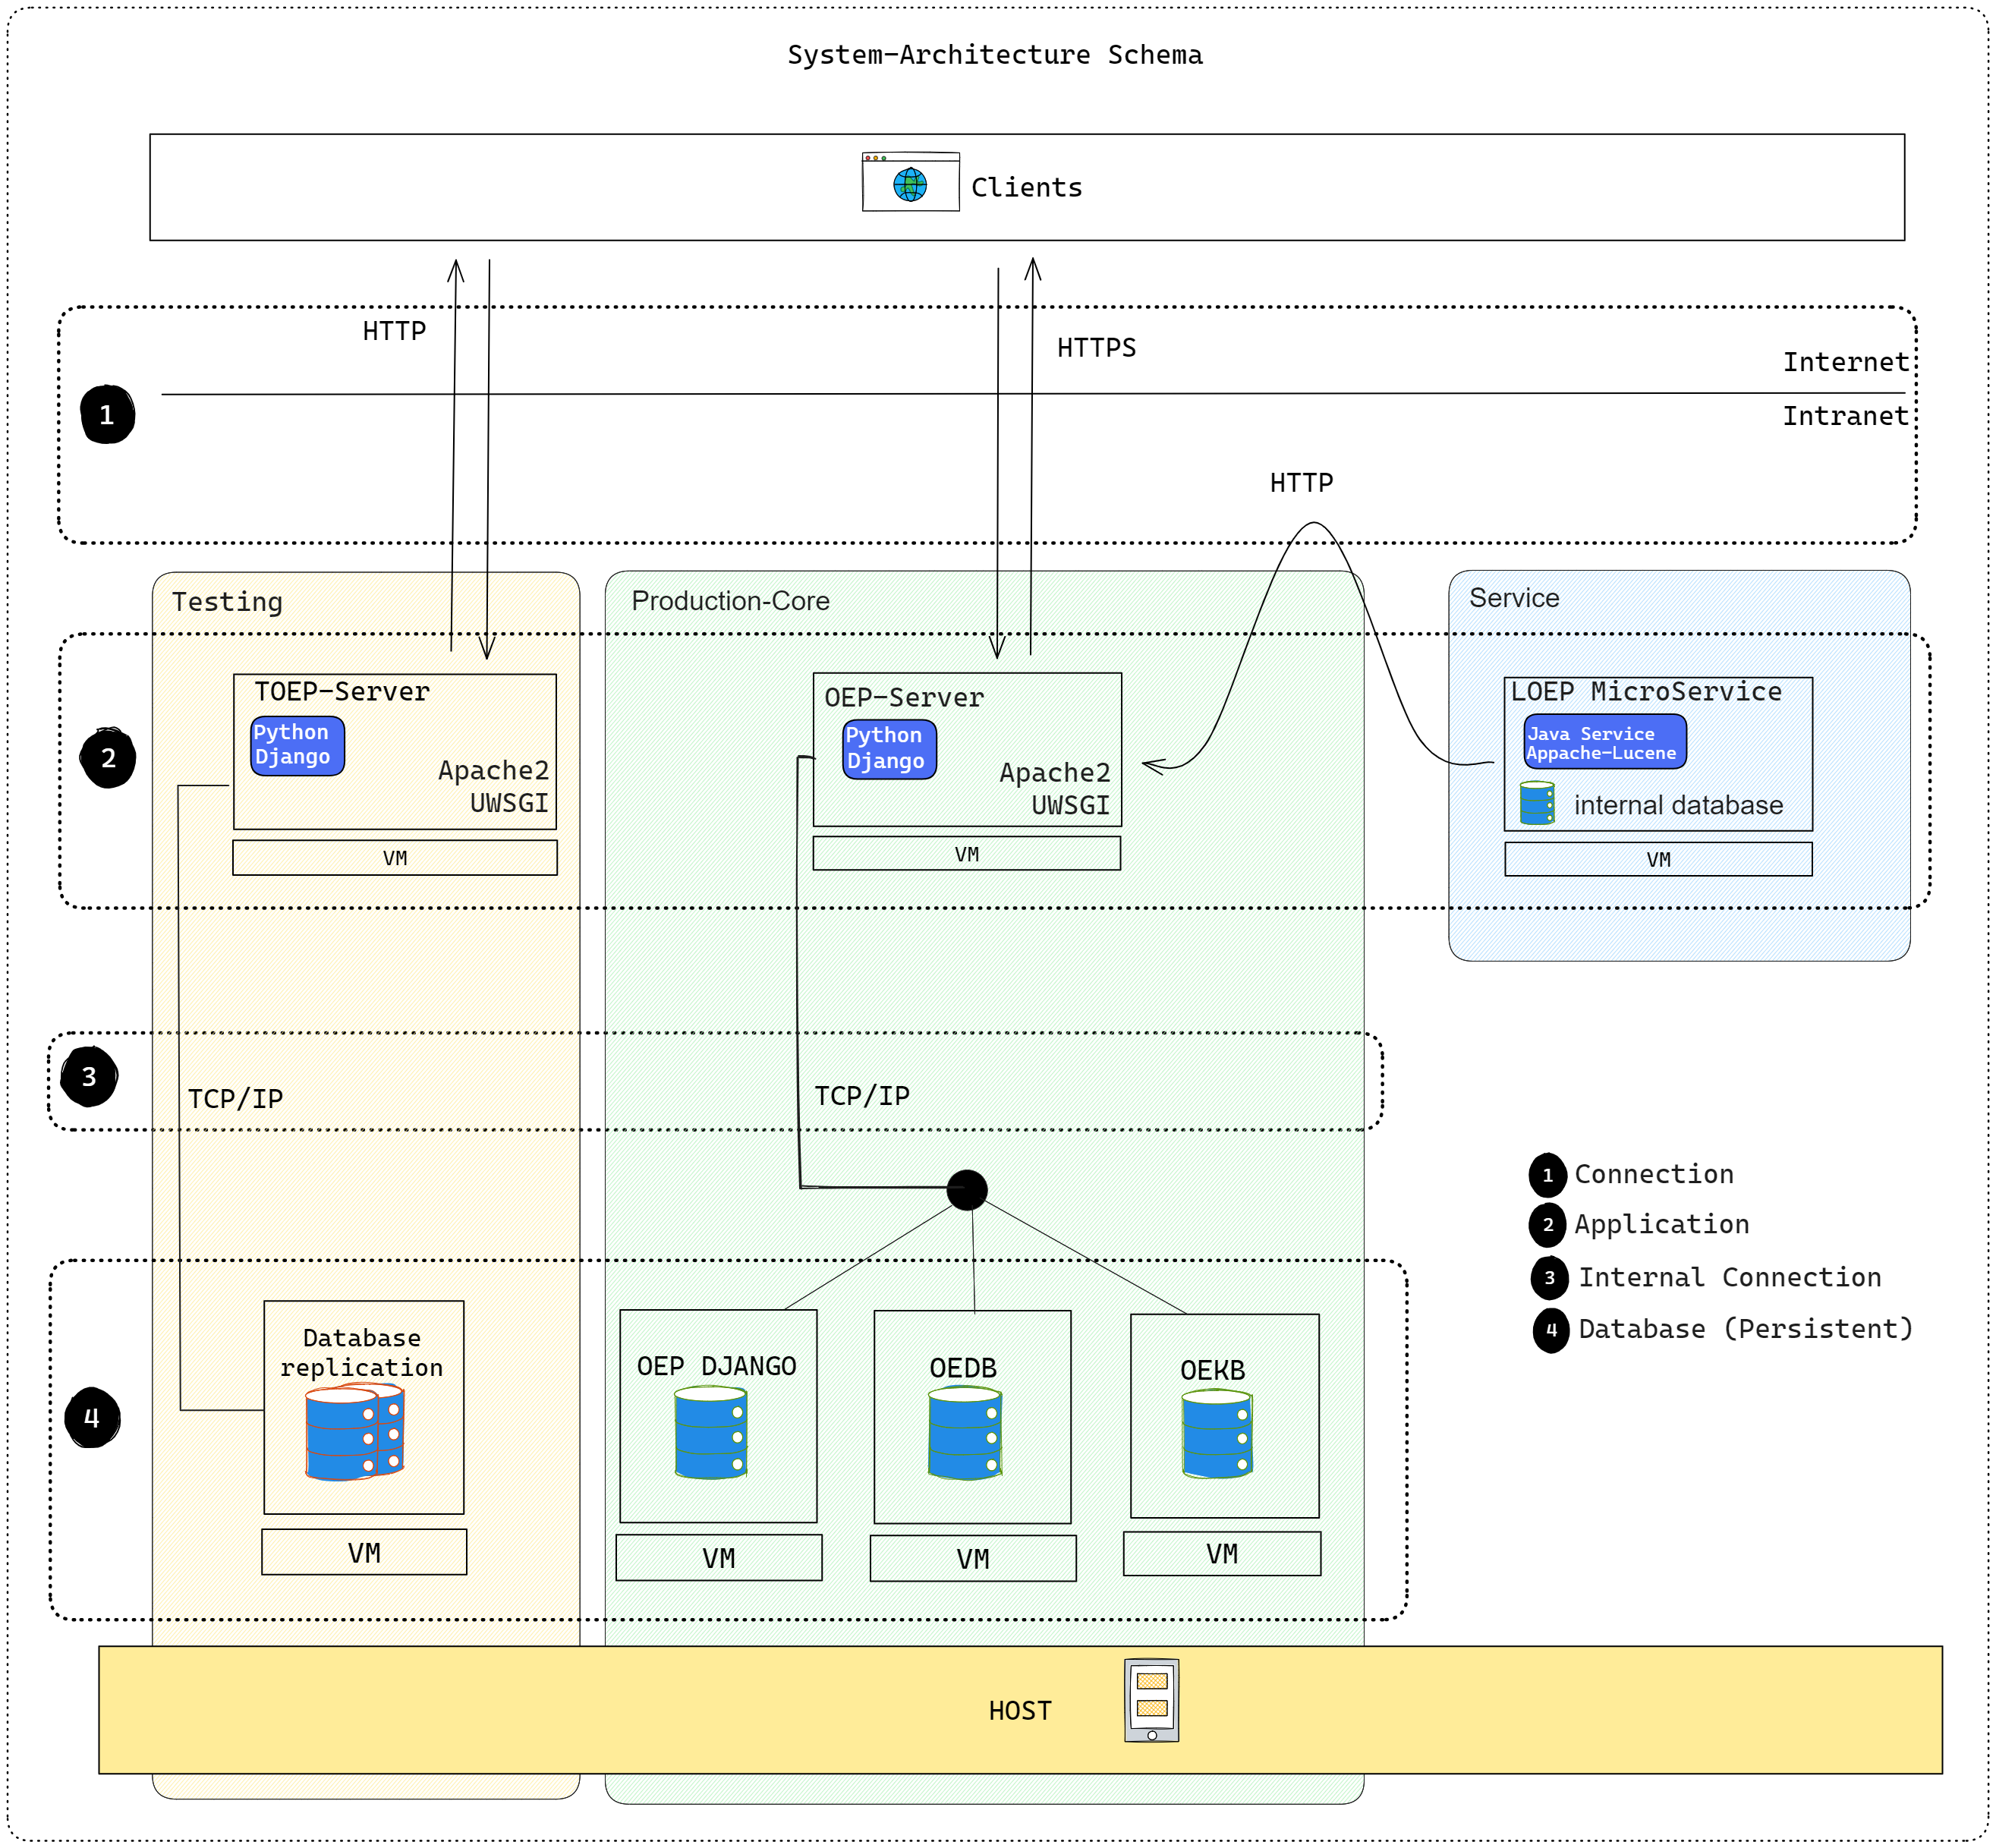 System-Architecture Schema
Clients
HTTP
HTTPS
Internet
1
Intranet
HTTP
Testing
Production-Core
Service
2
TOEP-Server
Python
Django
Apache2
UWSGI
VM
OEP-Server
Python
Django
Apache2
UWSGI
VM
LOEP MicroService
Java Service
Appache-Lucene
internal database
VM
3
TCP/IP
TCP/IP
1 Connection
2 Application
3 Internal Connection
4 Database (Persistent)
4
Database
replication
VM
OEP DJANGO
VM
OEDB
VM
OEKB
VM
HOST